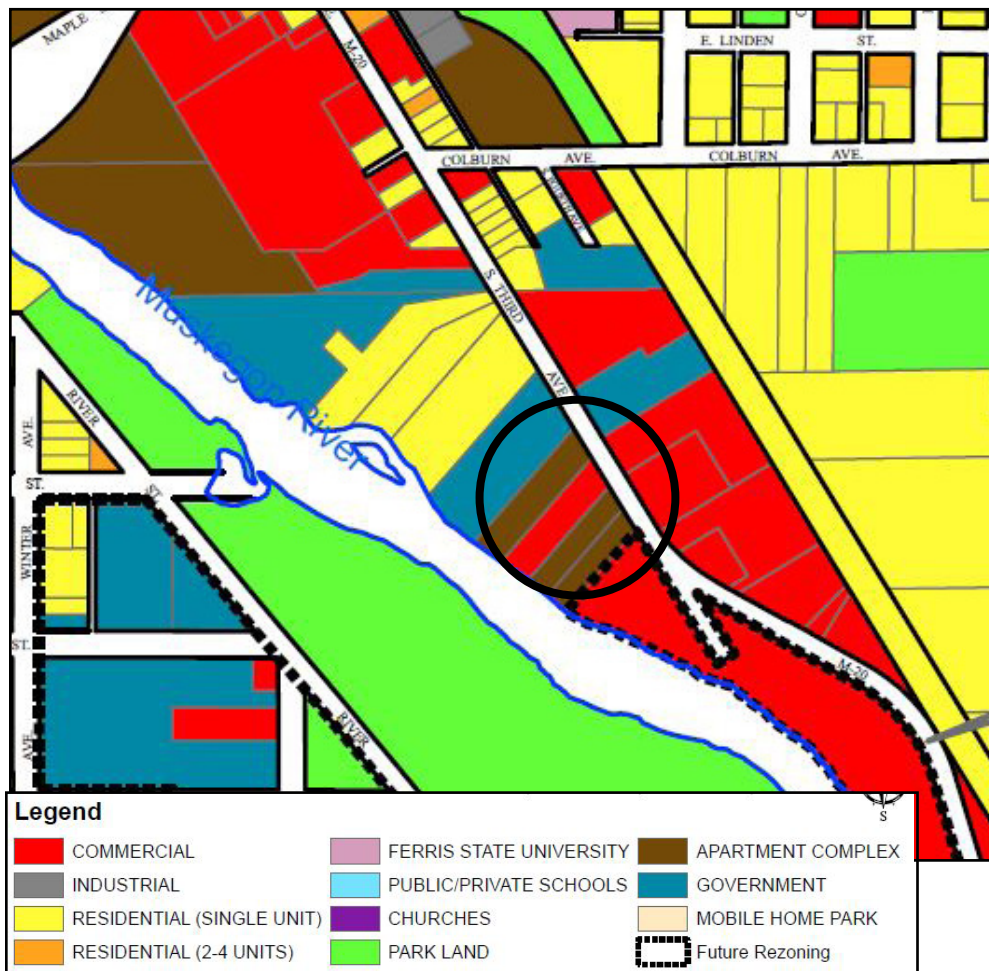 MAPLE
M-20
E. LINDEN ST.
COLBURN AVE.
COLBURN AVE.
S THIRD AVE.
Muskegon River
AVE.
RIVER ST.
ST.
WINTER
ST.
AVE.
RIVER
M-20
S
Legend
COMMERCIAL
INDUSTRIAL
RESIDENTIAL (SINGLE UNIT)
RESIDENTIAL (2-4 UNITS)
FERRIS STATE UNIVERSITY
PUBLIC/PRIVATE SCHOOLS
CHURCHES
PARK LAND
APARTMENT COMPLEX
GOVERNMENT
MOBILE HOME PARK
Future Rezoning